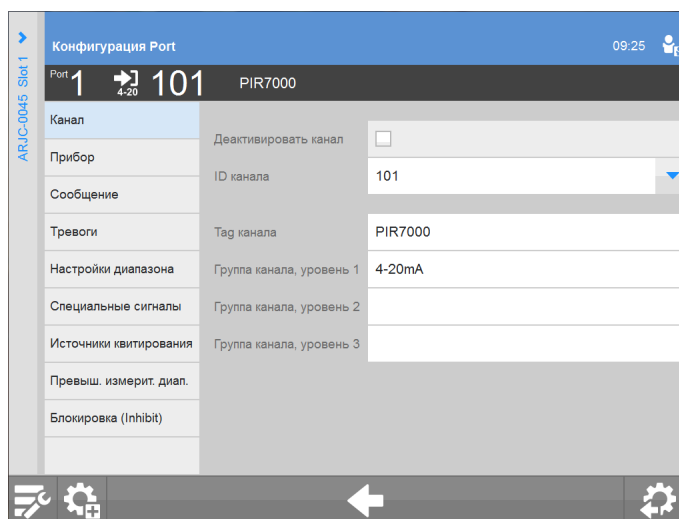 Конфигурация Port
09:25
ARJC-0045 Slot 1
Port 1
4-20
101
PIR7000
Канал
Прибор
Сообщение
Тревоги
Настройки диапазона
Специальные сигналы
Источники квитирования
Превыш. измерит. диап.
Блокировка (Inhibit)
Деактивировать канал
ID канала
101
Tag канала
PIR7000
Группа канала, уровень 1
4-20mA
Группа канала, уровень 2
Группа канала, уровень 3